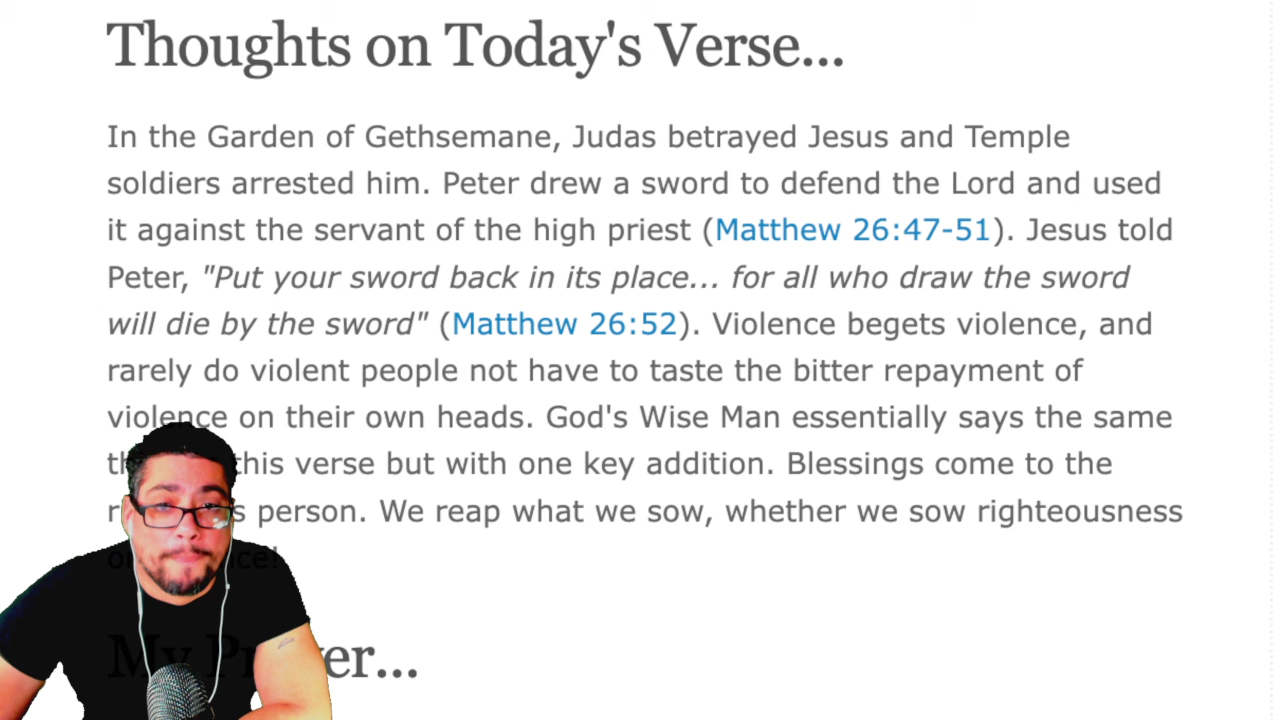 Thoughts on Today's Verse...
In the Garden of Gethsemane, Judas betrayed Jesus and Temple
soldiers arrested him. Peter drew a sword to defend the Lord and used
it against the servant of the high priest (Matthew 26:47-51). Jesus told
Peter, "Put your sword back in its place... for all who draw the sword
will die by the sword" (Matthew 26:52). Violence begets violence, and
rarely do violent people not have to taste the bitter repayment of
violence on their own heads. God's Wise Man essentially says the same
this verse but with one key addition. Blessings come to the
person. We reap what we sow, whether we sow righteousness
My Prayer...